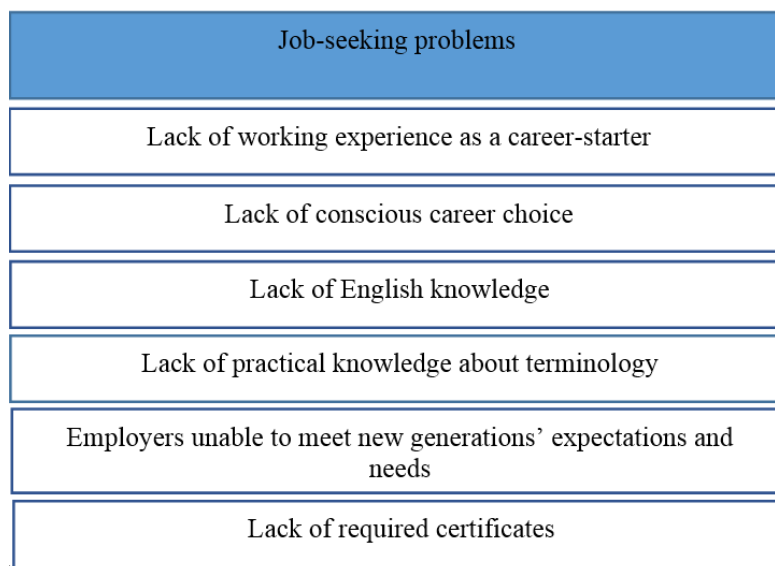 Job-seeking problems
Lack of working experience as a career-starter
Lack of conscious career choice
Lack of English knowledge
Lack of practical knowledge about terminology
Employers unable to meet new generations’ expectations and
needs
Lack of required certificates